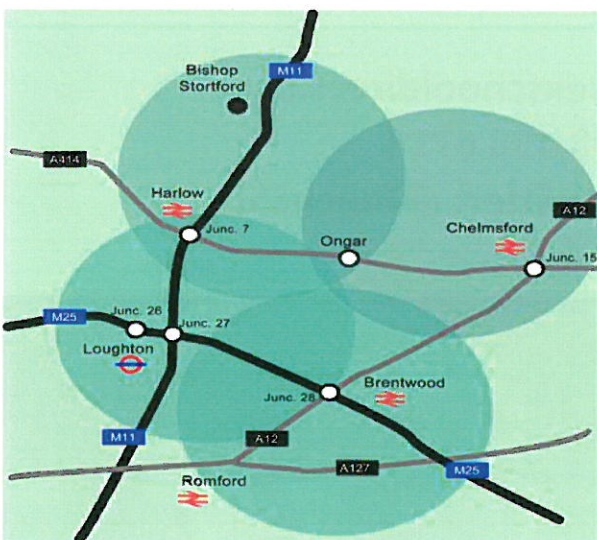 Bishop
Stortford
M11
A414
Harlow
A12
Chelmsford
Junc. 7
Ongar
Junc. 15
Junc. 26
M25
Junc. 27
Loughton
Brentwood
Junc. 28
M11
A12
A127
M25
Romford